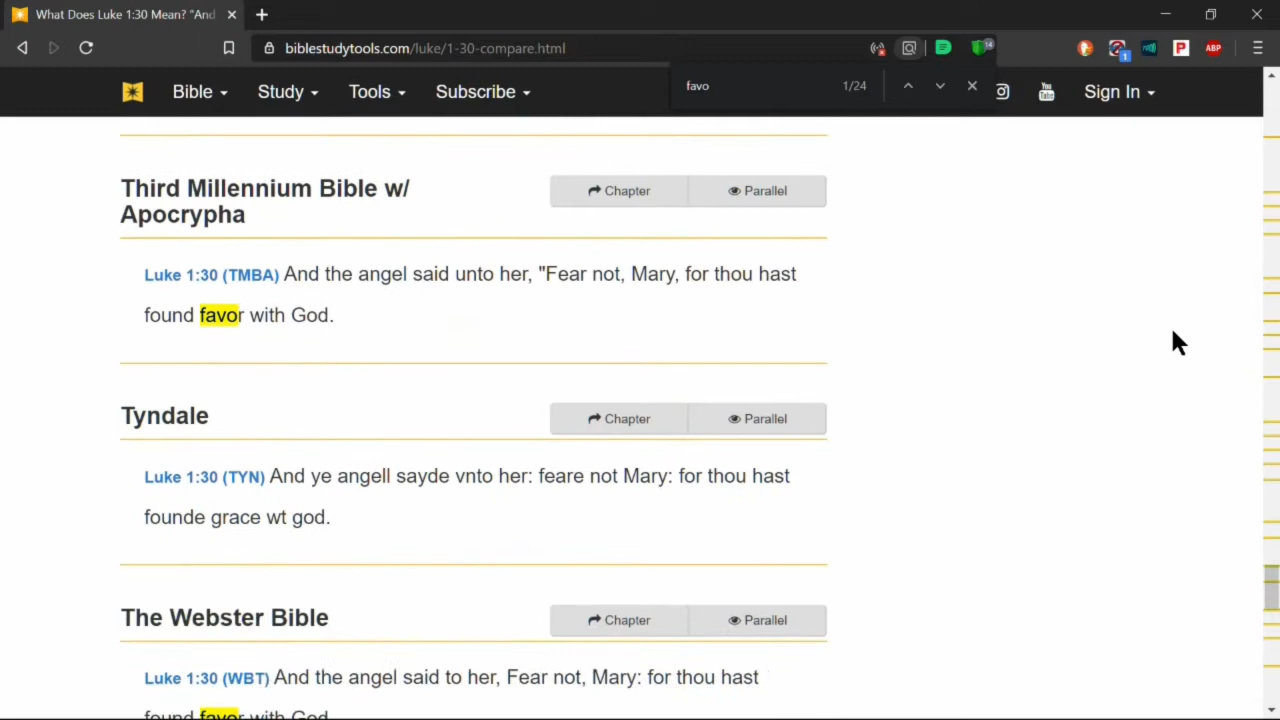 What Does Luke 1:30 Mean? "And
biblestudytools.com/luke/1-30-compare.html
14
1
P
ABP
Bible
Study
Tools
Subscribe
favo
1/24
You
Tube
Sign In
Third Millennium Bible w/
Apocrypha
Chapter
Parallel
Luke 1:30 (TMBA) And the angel said unto her, "Fear not, Mary, for thou hast
found favor with God.
Tyndale
Chapter
Parallel
Luke 1:30 (TYN) And ye angell sayde vnto her: feare not Mary: for thou hast
founde grace wt god.
The Webster Bible
Chapter
Parallel
Luke 1:30 (WBT) And the angel said to her, Fear not, Mary: for thou hast
found favor with God.